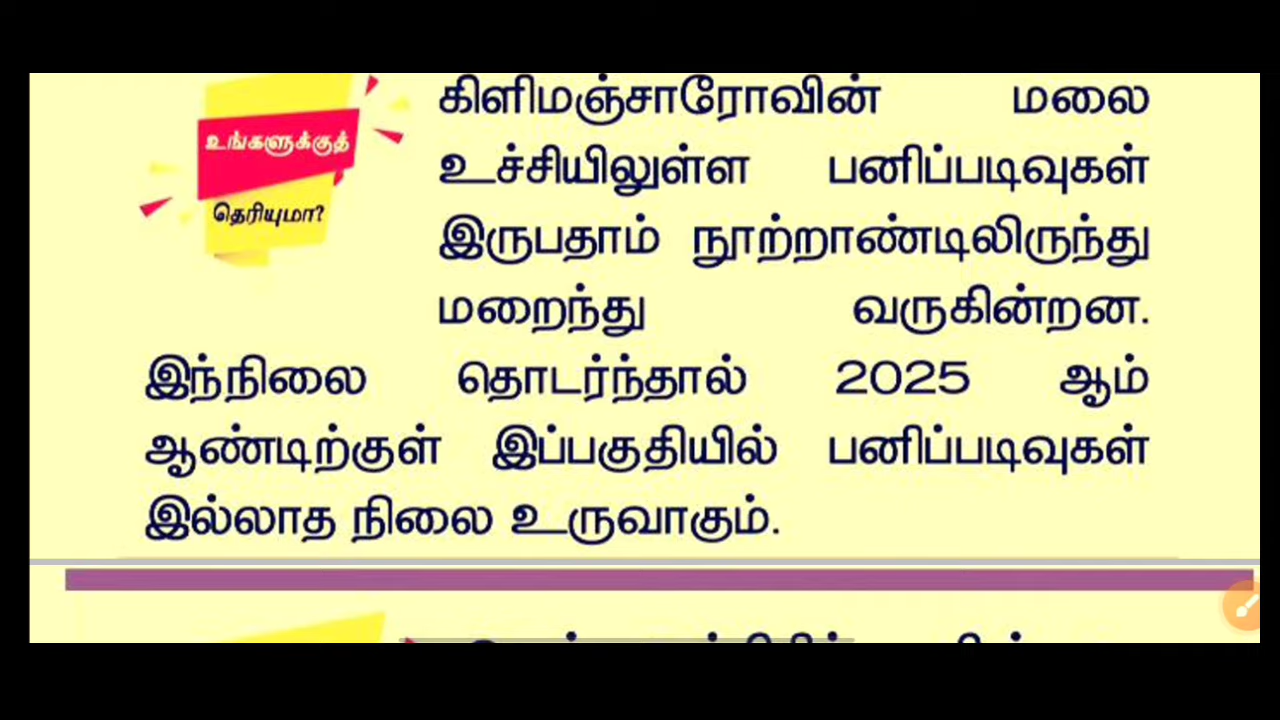 உங்களுக்குத்
தெரியுமா?
கிளிமஞ்சாரோவின் மலை
உச்சியிலுள்ள பனிப்படிவுகள்
இருபதாம் நூற்றாண்டிலிருந்து
மறைந்து வருகின்றன.
இந்நிலை தொடர்ந்தால் 2025 ஆம்
ஆண்டிற்குள் இப்பகுதியில் பனிப்படிவுகள்
இல்லாத நிலை உருவாகும்.